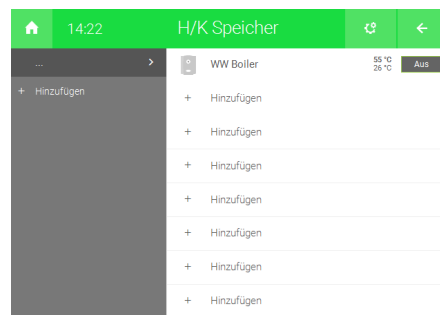 14:22
H/K Speicher
...
WW Boiler
55 °C
26 °C
Aus
+ Hinzufügen
+ Hinzufügen
+ Hinzufügen
+ Hinzufügen
+ Hinzufügen
+ Hinzufügen
+ Hinzufügen
+ Hinzufügen